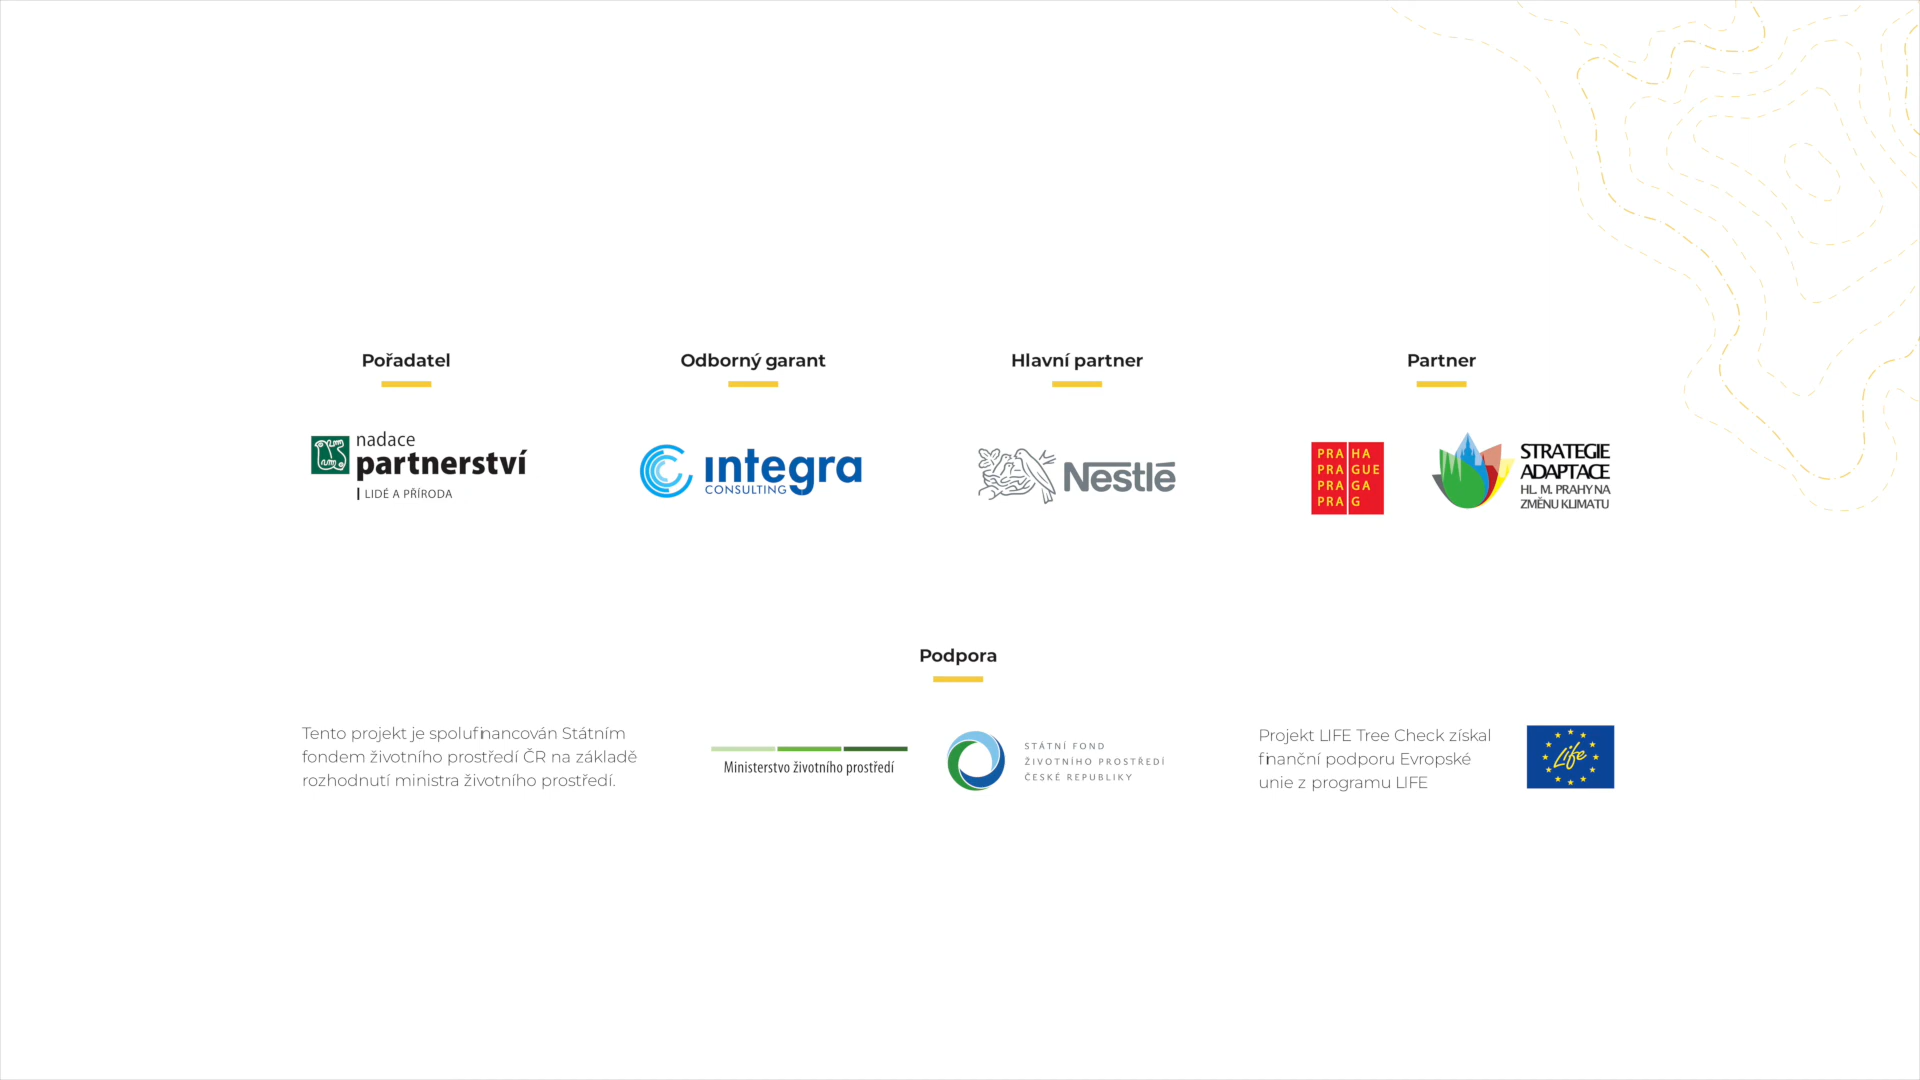 Pořadatel
Odborný garant
Hlavní partner
Partner
nadace
partnerství
LIDÉ A PŘÍRODA
integra
CONSULTING
Nestlé
PRA HA
PRA GUE
PRA GA
PRA G
STRATEGIE
ADAPTACE
HL. M. PRAHY NA
ZMĚNU KLIMATU
Podpora
Tento projekt je spolufinancován Státním
fondem životního prostředí ČR na základě
rozhodnutí ministra životního prostředí.
Ministerstvo životního prostředí
STÁTNÍ FOND
ŽIVOTNÍHO PROSTŘEDÍ
ČESKÉ REPUBLIKY
Projekt LIFE Tree Check získal
finanční podporu Evropské
unie z programu LIFE
Life